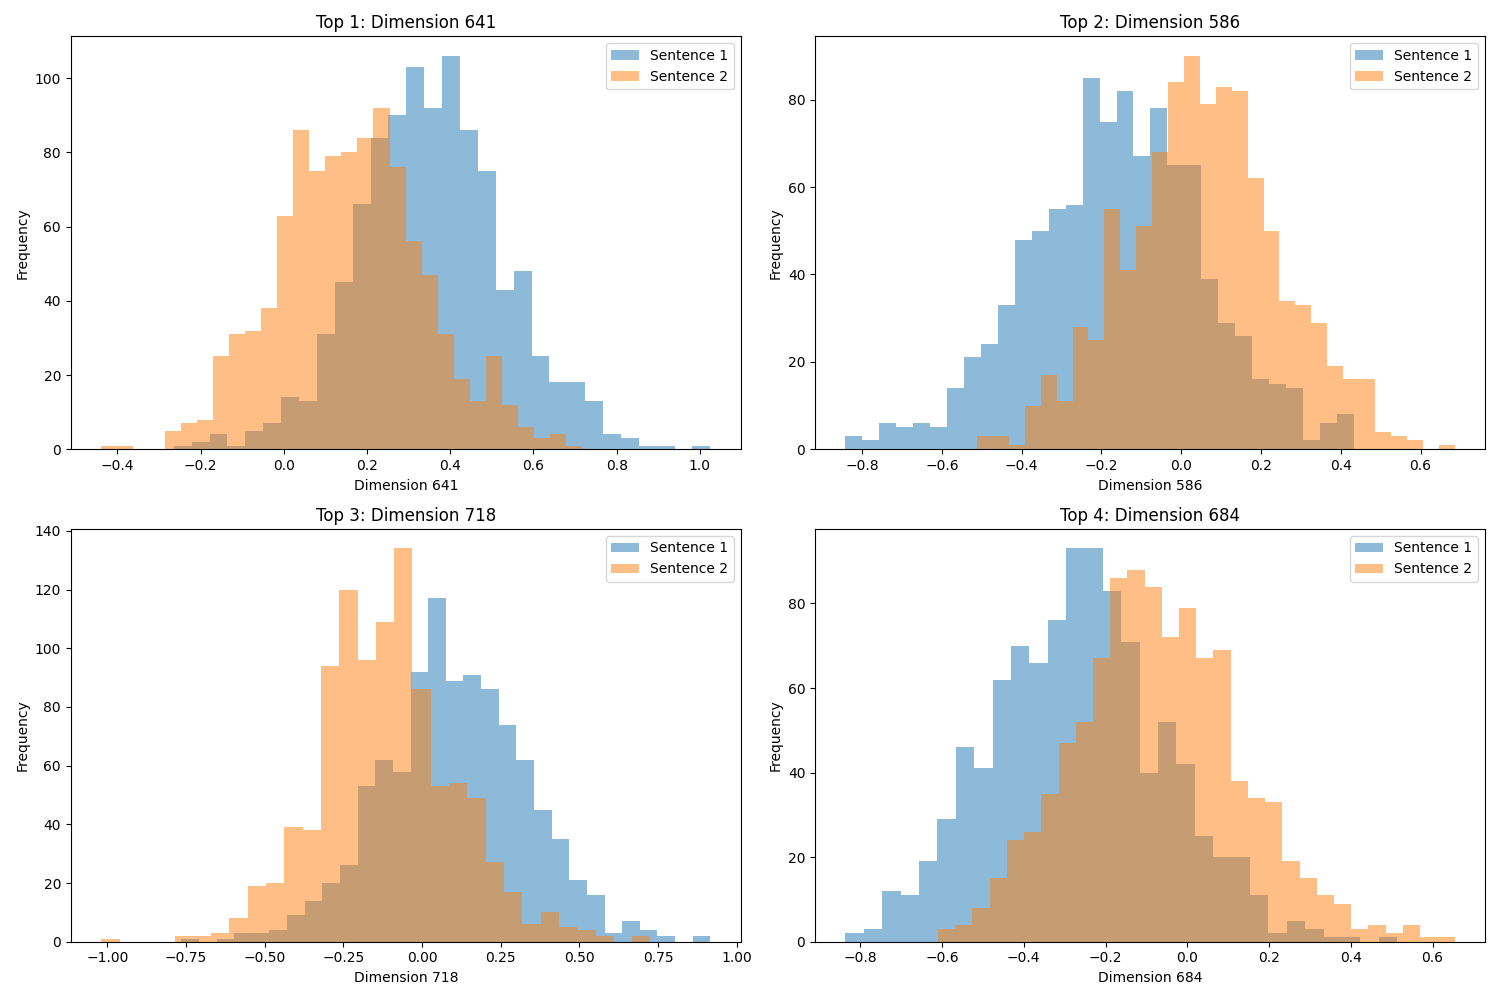 Top 1: Dimension 641
Sentence 1
Sentence 2
Frequency
100
80
60
40
20
0
−0.4 −0.2 0.0 0.2 0.4 0.6 0.8 1.0
Dimension 641
Top 2: Dimension 586
Sentence 1
Sentence 2
Frequency
80
60
40
20
0
−0.8 −0.6 −0.4 −0.2 0.0 0.2 0.4 0.6
Dimension 586
Top 3: Dimension 718
Sentence 1
Sentence 2
Frequency
140
120
100
80
60
40
20
0
−1.00 −0.75 −0.50 −0.25 0.00 0.25 0.50 0.75 1.00
Dimension 718
Top 4: Dimension 684
Sentence 1
Sentence 2
Frequency
80
60
40
20
0
−0.8 −0.6 −0.4 −0.2 0.0 0.2 0.4 0.6
Dimension 684